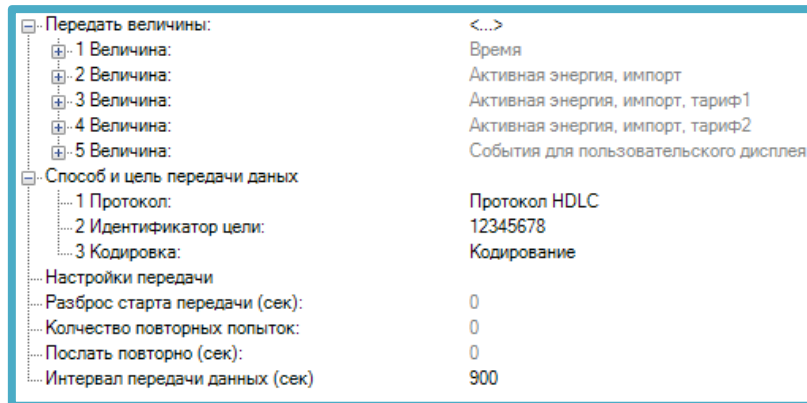 Передать величины: <...>
1 Величина: Время
2 Величина: Активная энергия, импорт
3 Величина: Активная энергия, импорт, тариф1
4 Величина: Активная энергия, импорт, тариф2
5 Величина: События для пользовательского дисплея
Способ и цель передачи данных
1 Протокол: Протокол HDLC
2 Идентификатор цели: 12345678
3 Кодировка: Кодирование
Настройки передачи
Разброс старта передачи (сек): 0
Колчество повторных попыток: 0
Послать повторно (сек): 0
Интервал передачи данных (сек) 900